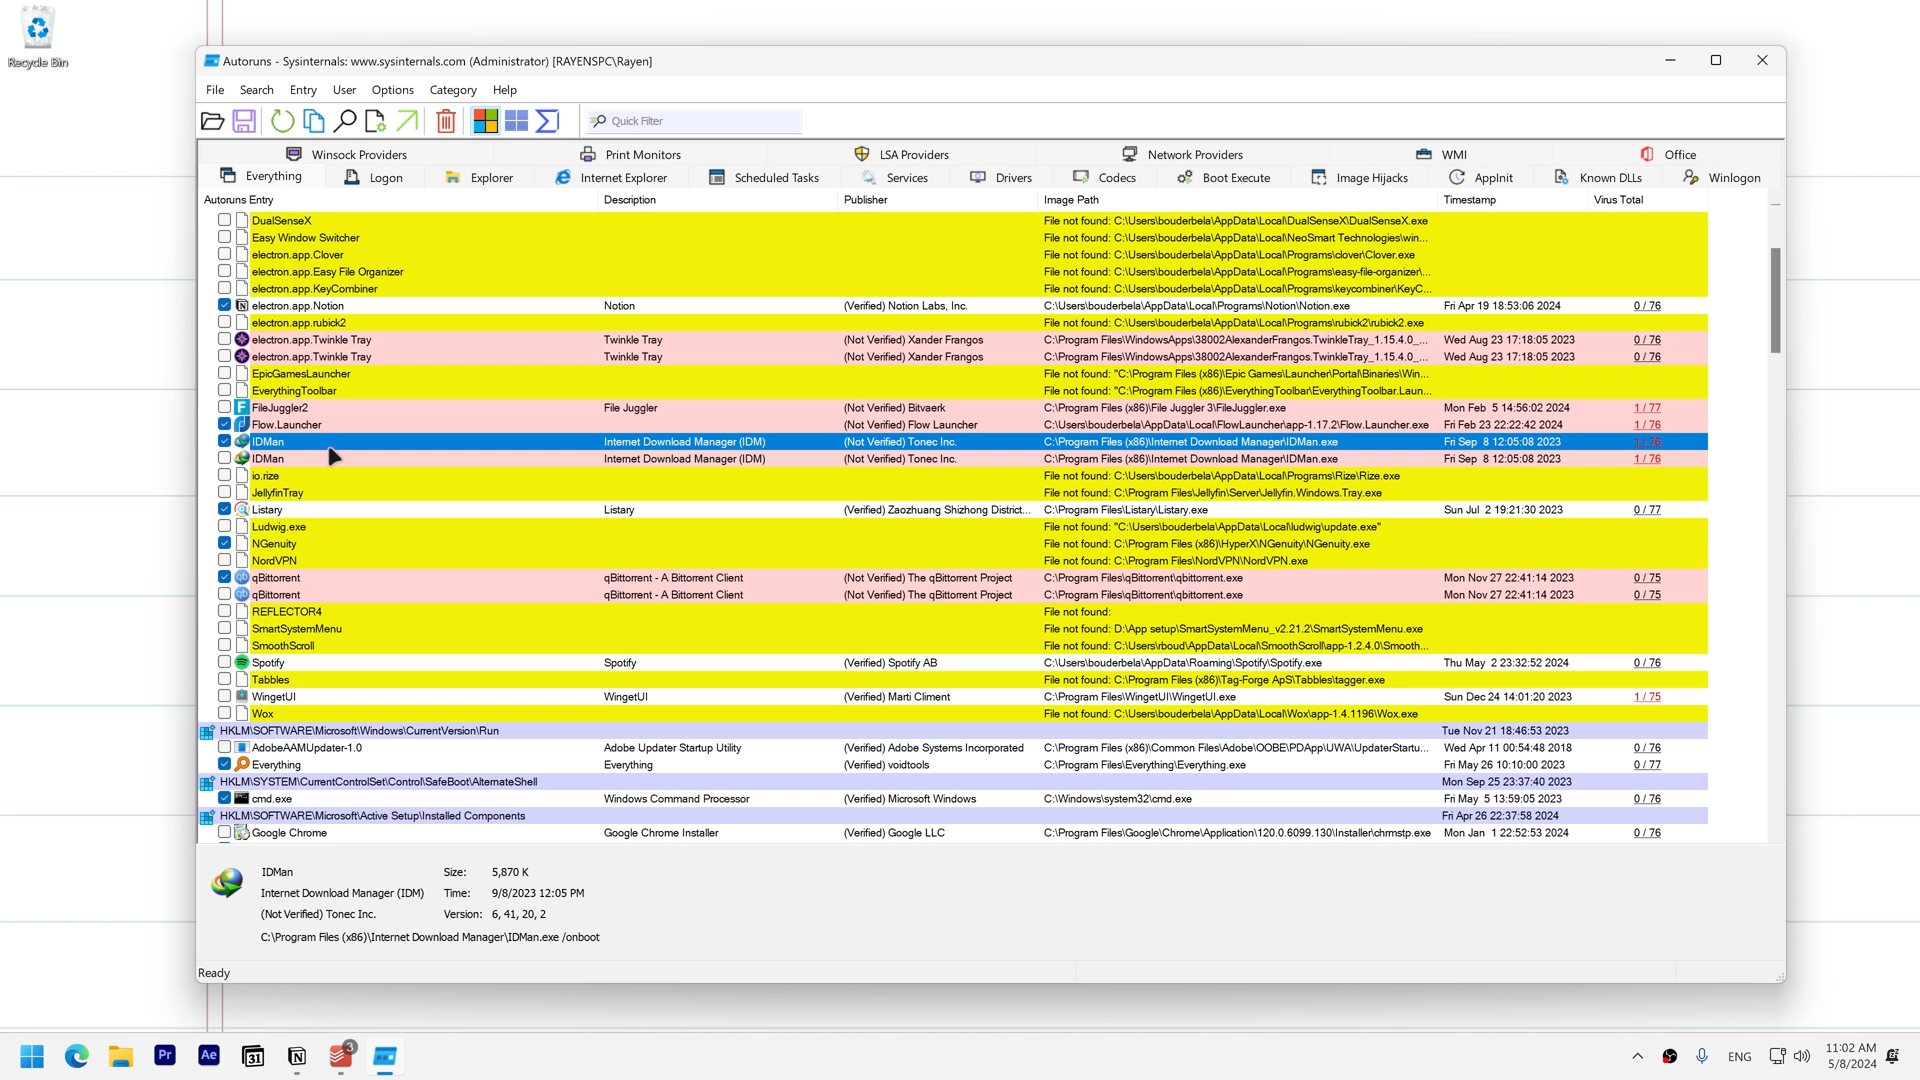 Recycle Bin
Autoruns - Sysinternals: www.sysinternals.com (Administrator) [RAYENSPC\Rayen]
File Search Entry User Options Category Help
Quick Filter
Winsock Providers Print Monitors LSA Providers Network Providers WMI Office
Everything Logon Explorer Internet Explorer Scheduled Tasks Services Drivers Codecs Boot Execute Image Hijacks AppInit Known DLLs Winlogon
Autoruns Entry Description Publisher Image Path Timestamp Virus Total
DualSenseX File not found: C:\Users\bouderbela\AppData\Local\DualSenseX\DualSenseX.exe
Easy Window Switcher File not found: C:\Users\bouderbela\AppData\Local\NeoSmart Technologies\win...
electron.app.Clover File not found: C:\Users\bouderbela\AppData\Local\Programs\clover\Clover.exe
electron.app.Easy File Organizer File not found: C:\Users\bouderbela\AppData\Local\Programs\easy-file-organizer\...
electron.app.KeyCombiner File not found: C:\Users\bouderbela\AppData\Local\Programs\keycombiner\KeyC...
electron.app.Notion Notion (Verified) Notion Labs, Inc. C:\Users\bouderbela\AppData\Local\Programs\Notion\Notion.exe Fri Apr 19 18:53:06 2024 0 / 76
electron.app.rubick2 File not found: C:\Users\bouderbela\AppData\Local\Programs\rubick2\rubick2.exe
electron.app.Twinkle Tray Twinkle Tray (Not Verified) Xander Frangos C:\Program Files\WindowsApps\38002AlexanderFrangos.TwinkleTray_1.15.4.0_... Wed Aug 23 17:18:05 2023 0 / 76
electron.app.Twinkle Tray Twinkle Tray (Not Verified) Xander Frangos C:\Program Files\WindowsApps\38002AlexanderFrangos.TwinkleTray_1.15.4.0_... Wed Aug 23 17:18:05 2023 0 / 76
EpicGamesLauncher File not found: "C:\Program Files (x86)\Epic Games\Launcher\Portal\Binaries\Win...
EverythingToolbar File not found: "C:\Program Files (x86)\EverythingToolbar\EverythingToolbar.Laun...
FileJuggler2 File Juggler (Not Verified) Bitvaerk C:\Program Files (x86)\File Juggler 3\FileJuggler.exe Mon Feb 5 14:56:02 2024 1 / 77
Flow.Launcher (Not Verified) Flow Launcher C:\Users\bouderbela\AppData\Local\FlowLauncher\app-1.17.2\Flow.Launcher.exe Fri Feb 23 22:22:42 2024 1 / 76
IDMan Internet Download Manager (IDM) (Not Verified) Tonec Inc. C:\Program Files (x86)\Internet Download Manager\IDMan.exe Fri Sep 8 12:05:08 2023 1 / 76
IDMan Internet Download Manager (IDM) (Not Verified) Tonec Inc. C:\Program Files (x86)\Internet Download Manager\IDMan.exe Fri Sep 8 12:05:08 2023 1 / 76
io.rize File not found: C:\Users\bouderbela\AppData\Local\Programs\Rize\Rize.exe
JellyfinTray File not found: C:\Program Files\Jellyfin\Server\Jellyfin.Windows.Tray.exe
Listary Listary (Verified) Zaozhuang Shizhong District... C:\Program Files\Listary\Listary.exe Sun Jul 2 19:21:30 2023 0 / 77
Ludwig.exe File not found: "C:\Users\bouderbela\AppData\Local\ludwig\update.exe"
NGenuity File not found: C:\Program Files (x86)\HyperX\NGenuity\NGenuity.exe
NordVPN File not found: C:\Program Files\NordVPN\NordVPN.exe
qBittorrent qBittorrent - A Bittorrent Client (Not Verified) The qBittorrent Project C:\Program Files\qBittorrent\qbittorrent.exe Mon Nov 27 22:41:14 2023 0 / 75
qBittorrent qBittorrent - A Bittorrent Client (Not Verified) The qBittorrent Project C:\Program Files\qBittorrent\qbittorrent.exe Mon Nov 27 22:41:14 2023 0 / 75
REFLECTOR4 File not found:
SmartSystemMenu File not found: D:\App setup\SmartSystemMenu_v2.21.2\SmartSystemMenu.exe
SmoothScroll File not found: C:\Users\rboud\AppData\Local\SmoothScroll\app-1.2.4.0\Smooth...
Spotify Spotify (Verified) Spotify AB C:\Users\bouderbela\AppData\Roaming\Spotify\Spotify.exe Thu May 2 23:32:52 2024 0 / 76
Tabbles File not found: C:\Program Files (x86)\Tag-Forge ApS\Tabbles\tagger.exe
WingetUI WingetUI (Verified) Marti Climent C:\Program Files\WingetUI\WingetUI.exe Sun Dec 24 14:01:20 2023 1 / 75
Wox File not found: C:\Users\bouderbela\AppData\Local\Wox\app-1.4.1196\Wox.exe
HKLM\SOFTWARE\Microsoft\Windows\CurrentVersion\Run Tue Nov 21 18:46:53 2023
AdobeAAMUpdater-1.0 Adobe Updater Startup Utility (Verified) Adobe Systems Incorporated C:\Program Files (x86)\Common Files\Adobe\OOBE\PDApp\UWA\UpdaterStartu... Wed Apr 11 00:54:48 2018 0 / 76
Everything Everything (Verified) voidtools C:\Program Files\Everything\Everything.exe Fri May 26 10:10:00 2023 0 / 77
HKLM\SYSTEM\CurrentControlSet\Control\SafeBoot\AlternateShell Mon Sep 25 23:37:40 2023
cmd.exe Windows Command Processor (Verified) Microsoft Windows C:\Windows\system32\cmd.exe Fri May 5 13:59:05 2023 0 / 76
HKLM\SOFTWARE\Microsoft\Active Setup\Installed Components Fri Apr 26 22:37:58 2024
Google Chrome Google Chrome Installer (Verified) Google LLC C:\Program Files\Google\Chrome\Application\120.0.6099.130\Installer\chrmstp.exe Mon Jan 1 22:52:53 2024 0 / 76
IDMan Size: 5,870 K
Internet Download Manager (IDM) Time: 9/8/2023 12:05 PM
(Not Verified) Tonec Inc. Version: 6, 41, 20, 2
C:\Program Files (x86)\Internet Download Manager\IDMan.exe /onboot
Ready
Pr Ae 31 3 ENG 11:02 AM
5/8/2024